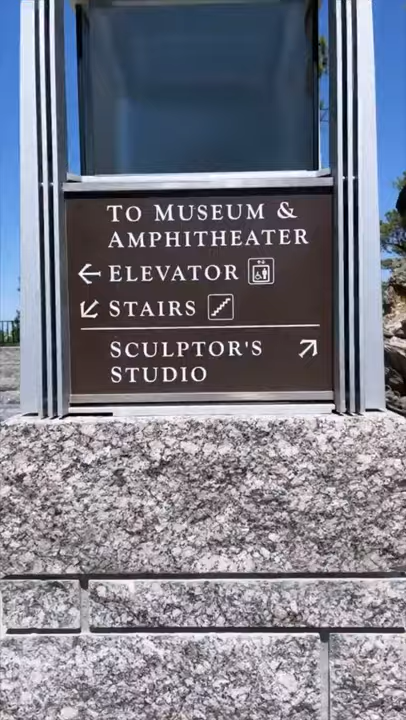 TO MUSEUM &
AMPHITHEATER
← ELEVATOR
↙ STAIRS
SCULPTOR'S ↗
STUDIO